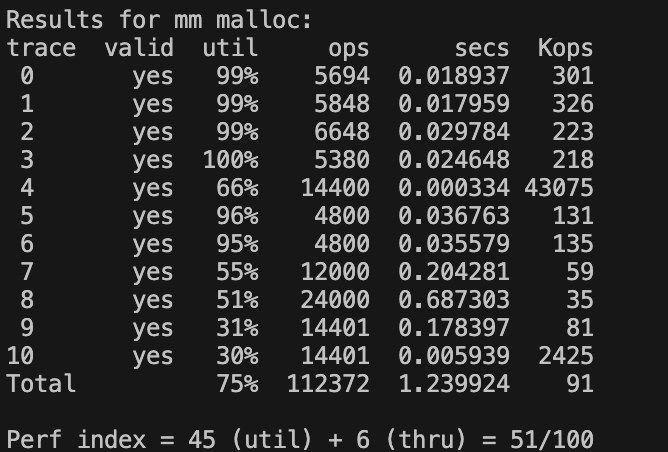 Results for mm malloc:
trace  valid  util     ops      secs  Kops
 0       yes   99%    5694  0.018937   301
 1       yes   99%    5848  0.017959   326
 2       yes   99%    6648  0.029784   223
 3       yes  100%    5380  0.024648   218
 4       yes   66%   14400  0.000334 43075
 5       yes   96%    4800  0.036763   131
 6       yes   95%    4800  0.035579   135
 7       yes   55%   12000  0.204281    59
 8       yes   51%   24000  0.687303    35
 9       yes   31%   14401  0.178397    81
10       yes   30%   14401  0.005939  2425
Total          75%  112372  1.239924    91
Perf index = 45 (util) + 6 (thru) = 51/100